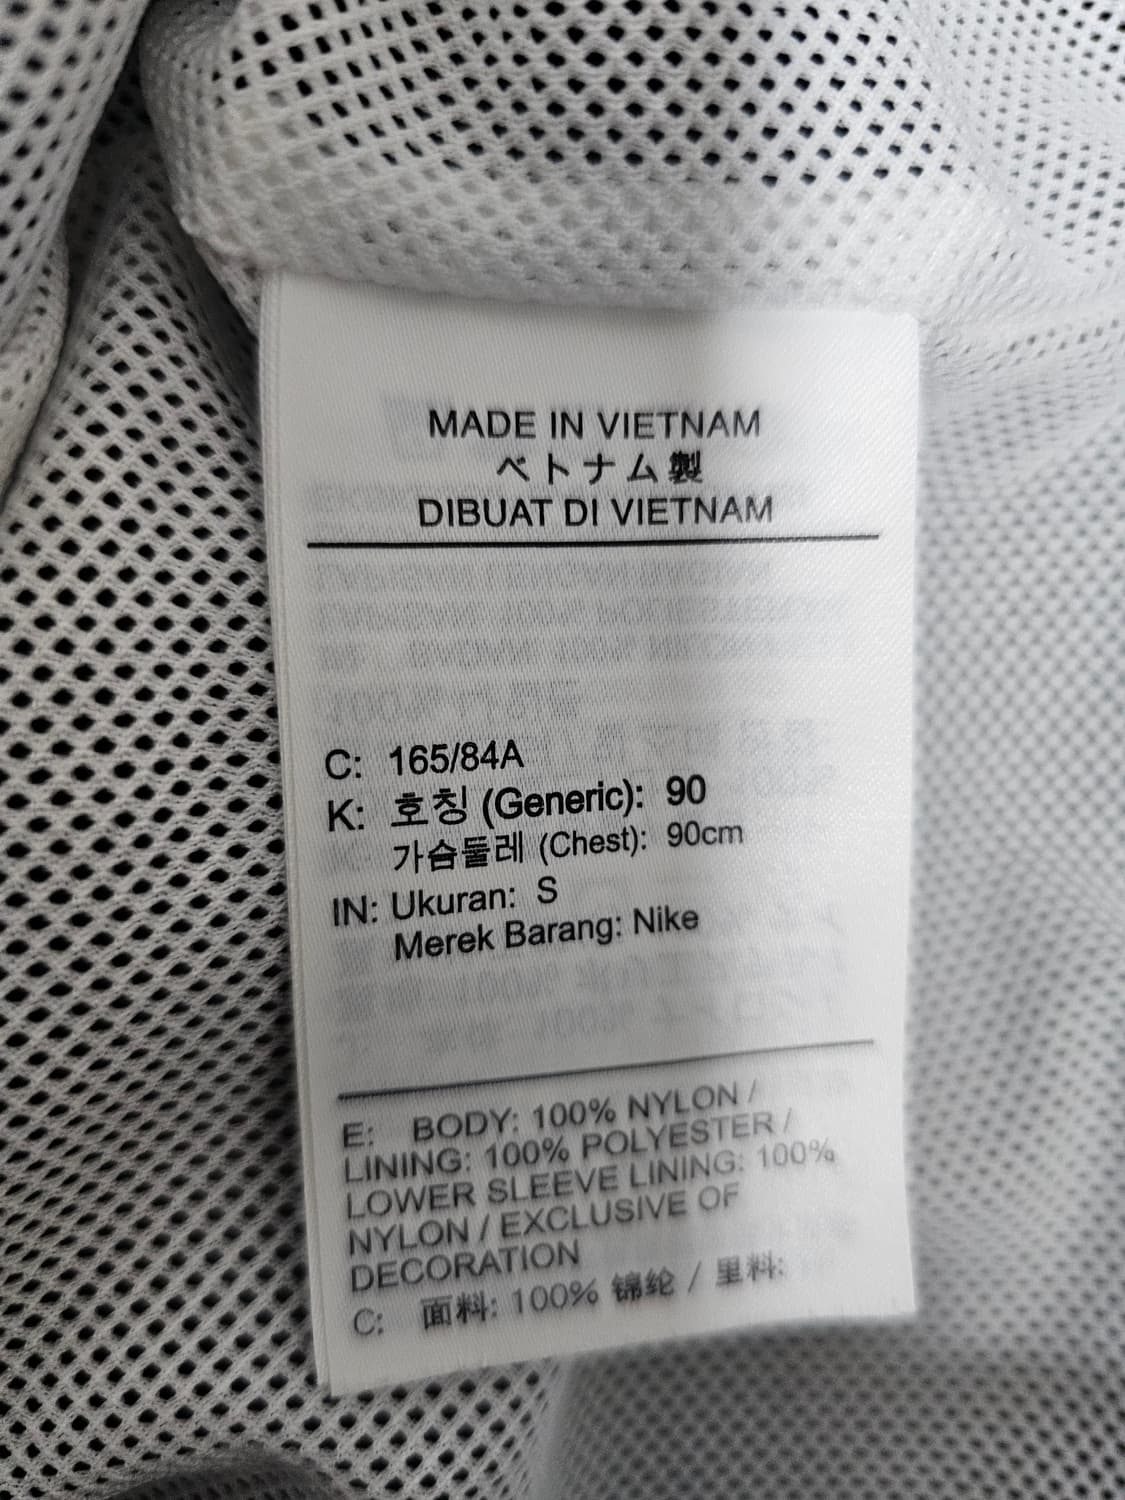 MADE IN VIETNAM
ベトナム製
DIBUAT DI VIETNAM
C: 165/84A
K: 호칭 (Generic): 90
가슴둘레 (Chest): 90cm
IN: Ukuran: S
Merek Barang: Nike
E: BODY: 100% NYLON /
LINING: 100% POLYESTER /
LOWER SLEEVE LINING: 100%
NYLON / EXCLUSIVE OF
DECORATION
C: 面料: 100% 锦纶 / 里料: